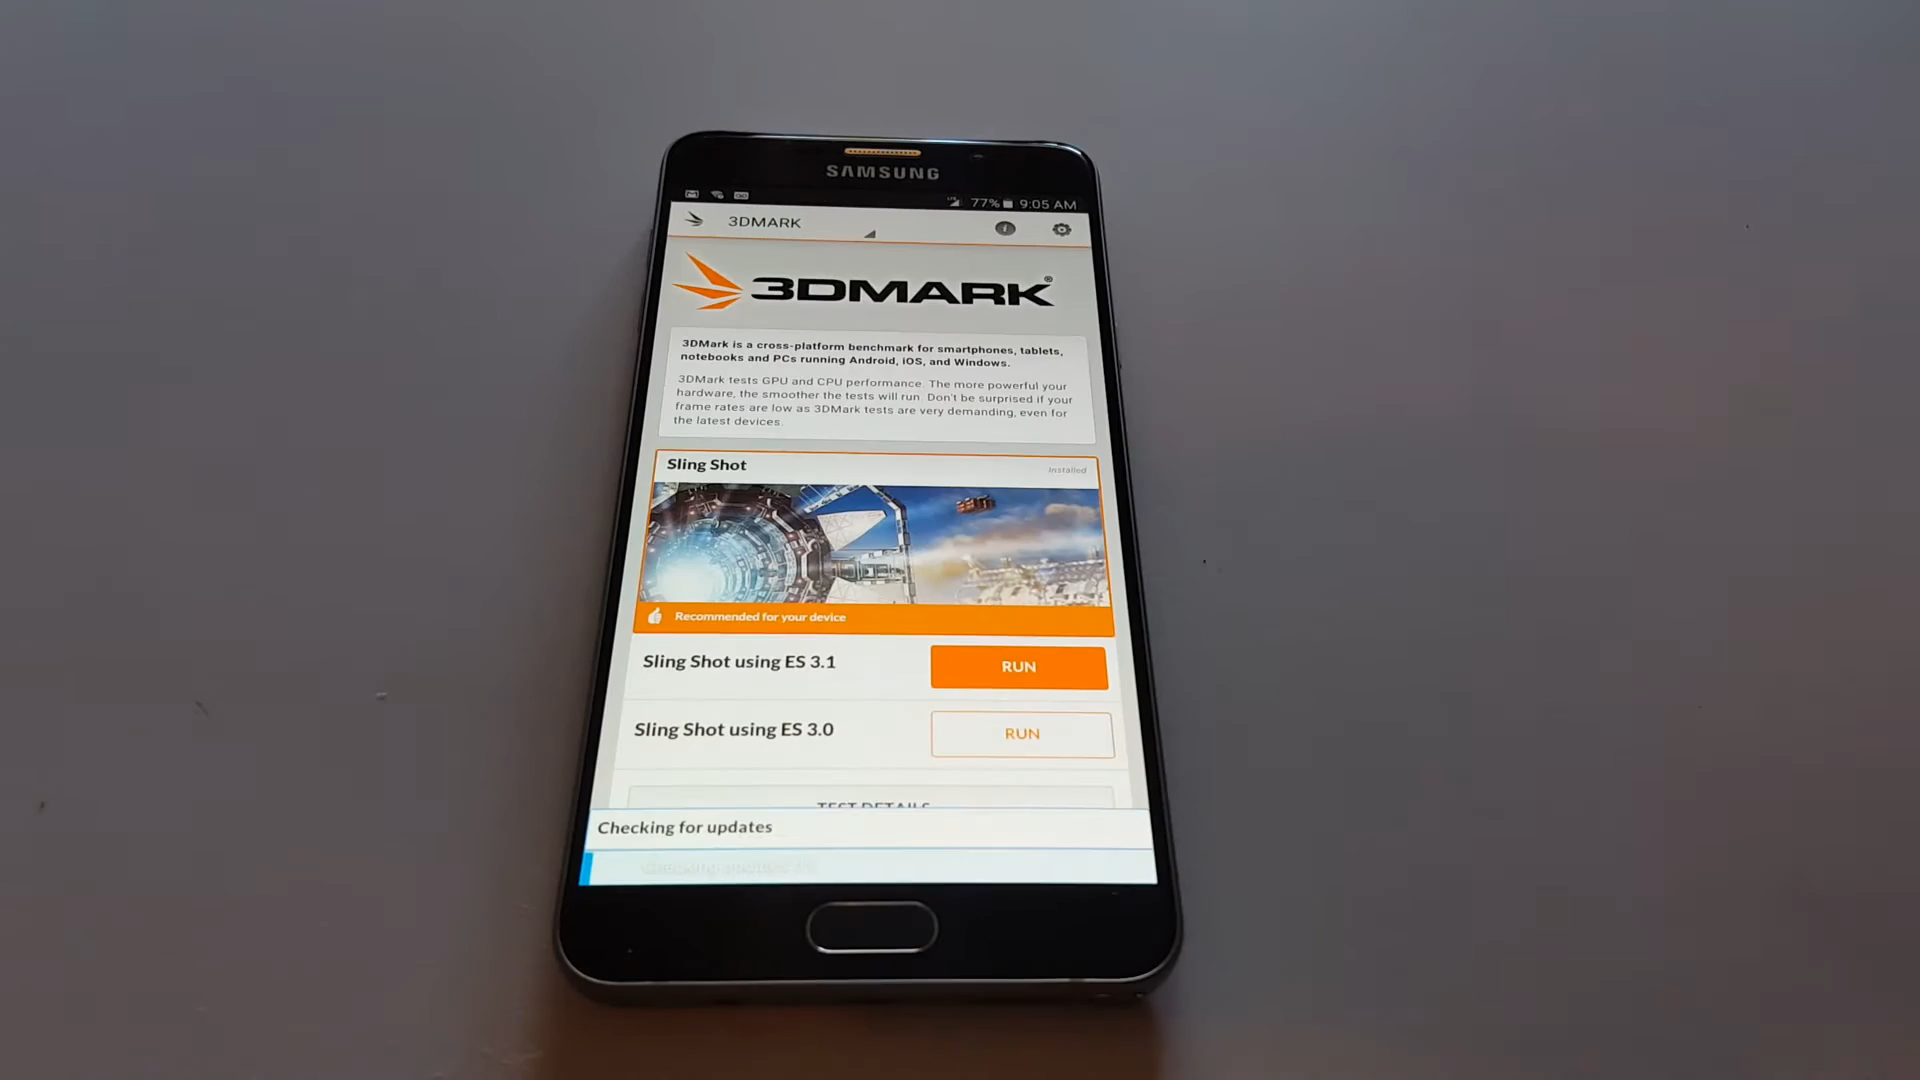 SAMSUNG
77% 9:05 AM
3DMARK
3DMARK®
3DMark is a cross-platform benchmark for smartphones, tablets,
notebooks and PCs running Android, iOS, and Windows.
3DMark tests GPU and CPU performance. The more powerful your
hardware, the smoother the tests will run. Don't be surprised if your
frame rates are low as 3DMark tests are very demanding, even for
the latest devices.
Sling Shot
Installed
Recommended for your device
Sling Shot using ES 3.1
RUN
Sling Shot using ES 3.0
RUN
TEST DETAILS
Checking for updates